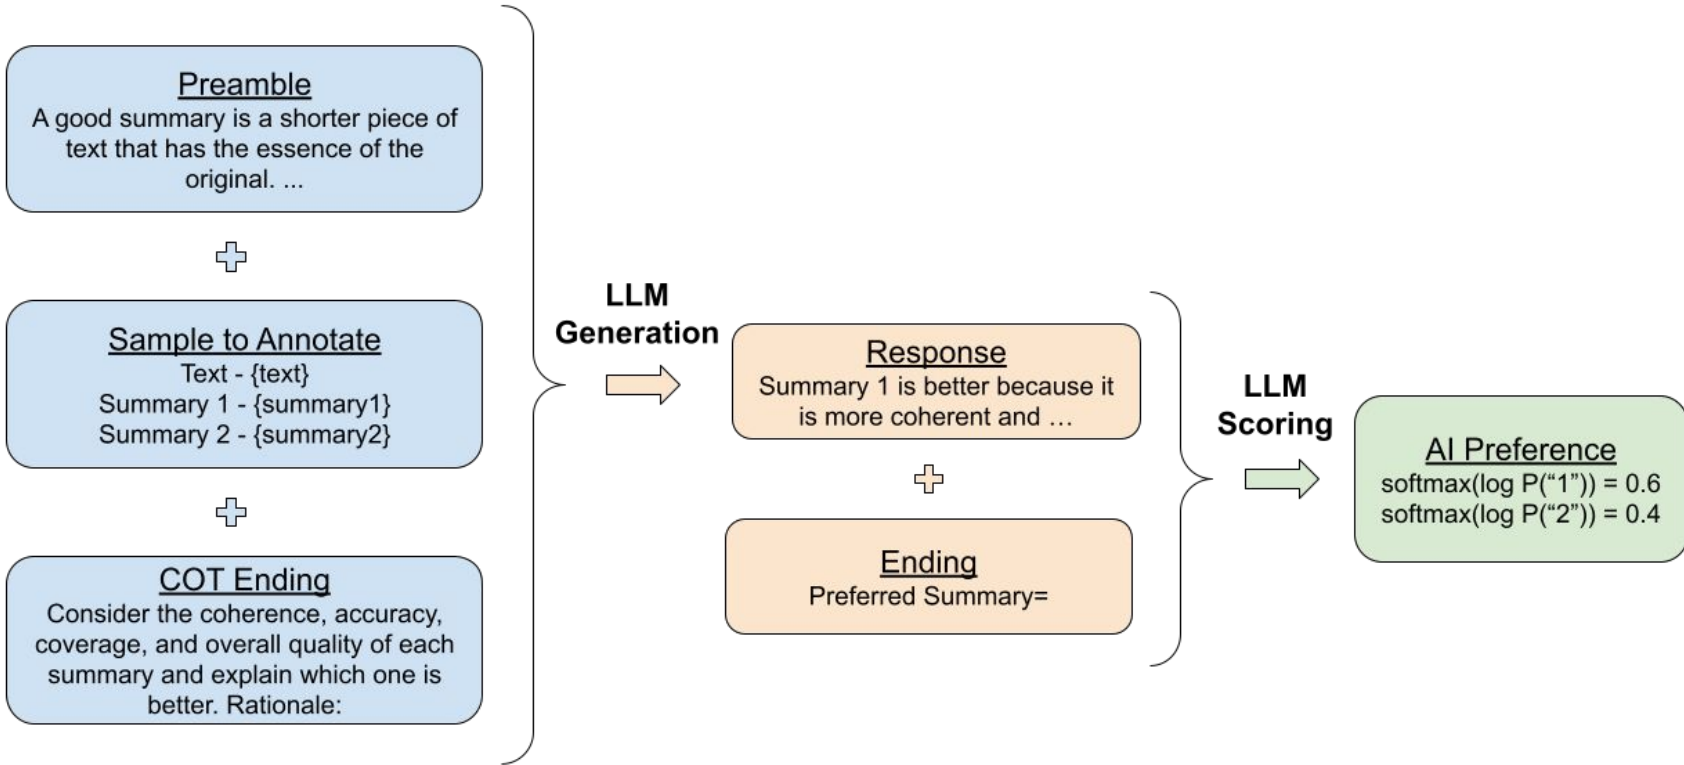 Preamble
A good summary is a shorter piece of
text that has the essence of the
original. ...
Sample to Annotate
Text - {text}
Summary 1 - {summary1}
Summary 2 - {summary2}
COT Ending
Consider the coherence, accuracy,
coverage, and overall quality of each
summary and explain which one is
better. Rationale:
LLM
Generation
Response
Summary 1 is better because it
is more coherent and …
Ending
Preferred Summary=
LLM
Scoring
AI Preference
softmax(log P(“1”)) = 0.6
softmax(log P(“2”)) = 0.4